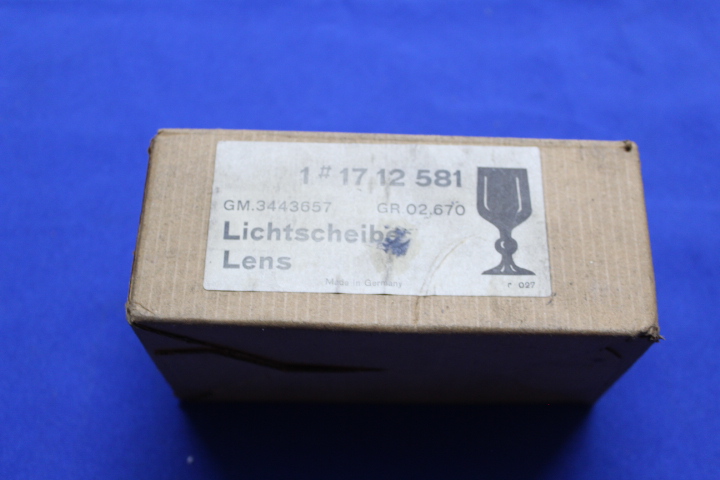 1 # 17 12 581
GM.3443657 GR 02.670
Lichtscheibe
Lens
Made in Germany
r 027